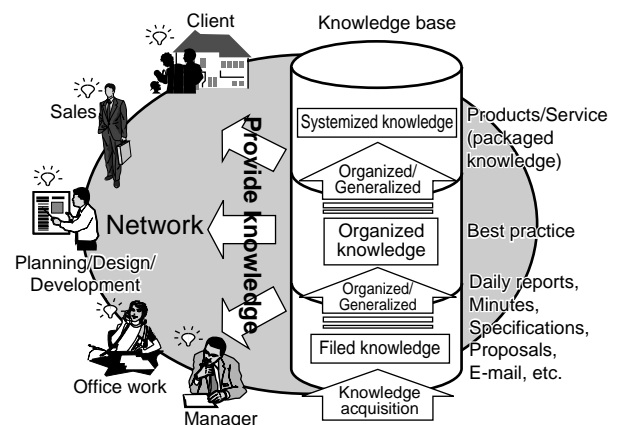 Client
Knowledge base
Sales
Systemized knowledge
Products/Service
(packaged
knowledge)
Organized/
Generalized
Provide knowledge
Network
Organized
knowledge
Best practice
Planning/Design/
Development
Organized/
Generalized
Daily reports,
Minutes,
Specifications,
Proposals,
E-mail, etc.
Filed knowledge
Office work
Knowledge
acquisition
Manager